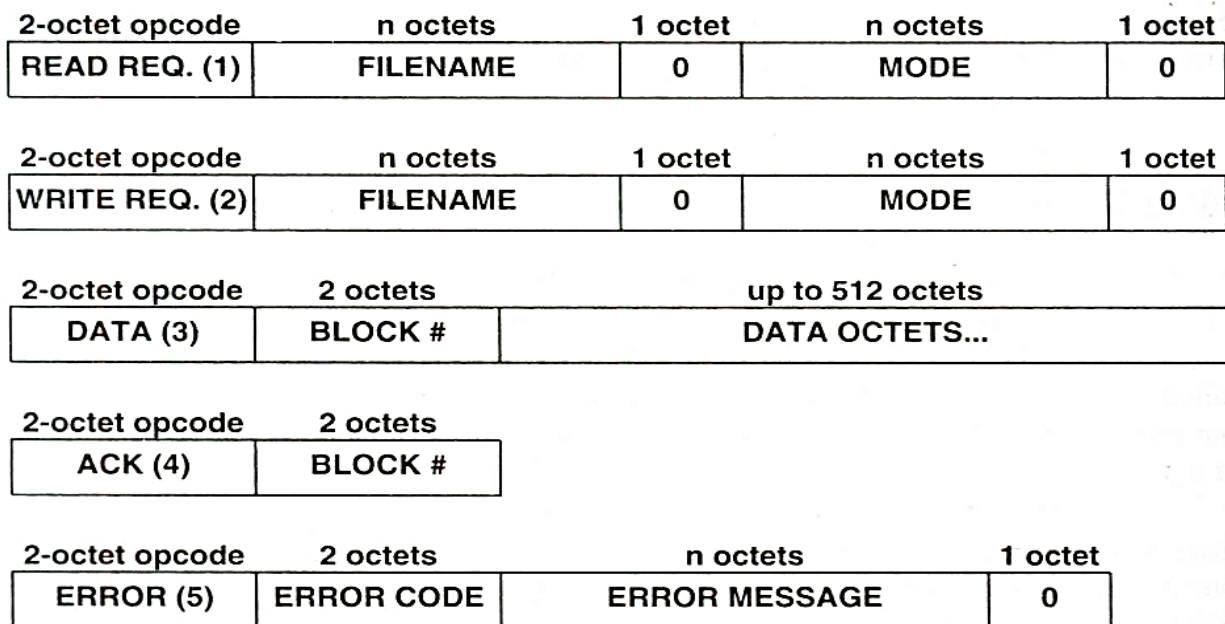 2-octet opcode n octets 1 octet n octets 1 octet
READ REQ. (1) FILENAME 0 MODE 0
2-octet opcode n octets 1 octet n octets 1 octet
WRITE REQ. (2) FILENAME 0 MODE 0
2-octet opcode 2 octets up to 512 octets
DATA (3) BLOCK # DATA OCTETS...
2-octet opcode 2 octets
ACK (4) BLOCK #
2-octet opcode 2 octets n octets 1 octet
ERROR (5) ERROR CODE ERROR MESSAGE 0